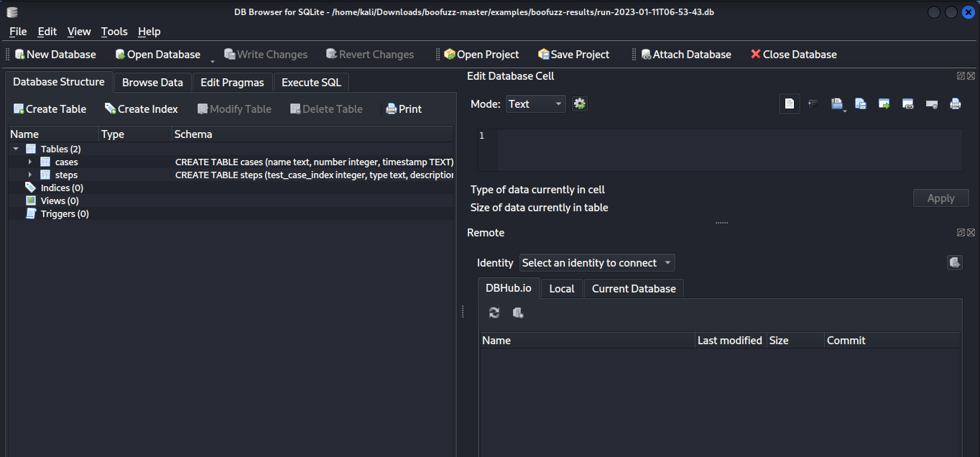 DB Browser for SQLite - /home/kali/Downloads/boofuzz-master/examples/boofuzz-results/run-2023-01-11T06-53-43.db
File Edit View Tools Help
New Database Open Database Write Changes Revert Changes Open Project Save Project Attach Database Close Database
Database Structure Browse Data Edit Pragmas Execute SQL
Create Table Create Index Modify Table Delete Table Print
Name Type Schema
Tables (2)
cases CREATE TABLE cases (name text, number integer, timestamp TEXT)
steps CREATE TABLE steps (test_case_index integer, type text, description
Indices (0)
Views (0)
Triggers (0)
Edit Database Cell
Mode: Text
1
Type of data currently in cell
Size of data currently in table
Apply
Remote
Identity Select an identity to connect
DBHub.io Local Current Database
Name Last modified Size Commit